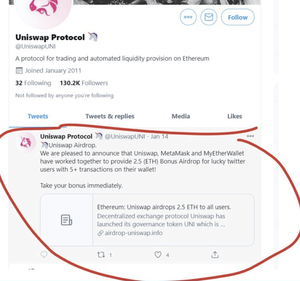 Follow
Uniswap Protocol 🦄
@UniswapUNI
A protocol for trading and automated liquidity provision on Ethereum
Joined January 2011
32 Following 130.2K Followers
Not followed by anyone you're following
Tweets Tweets & replies Media Likes
Uniswap Protocol 🦄 @UniswapUNI · Jan 14
🦄Uniswap Airdrop.
We are pleased to announce that Uniswap, MetaMask and MyEtherWallet
have worked together to provide 2.5 (ETH) Bonus Airdrop for lucky twitter
users with 5+ transactions on their wallet!
Take your bonus immediately.
Ethereum: Uniswap airdrops 2.5 ETH to all users.
Decentralized exchange protocol Uniswap has
launched its governance token UNI which is ...
airdrop-uniswap.info
1 4